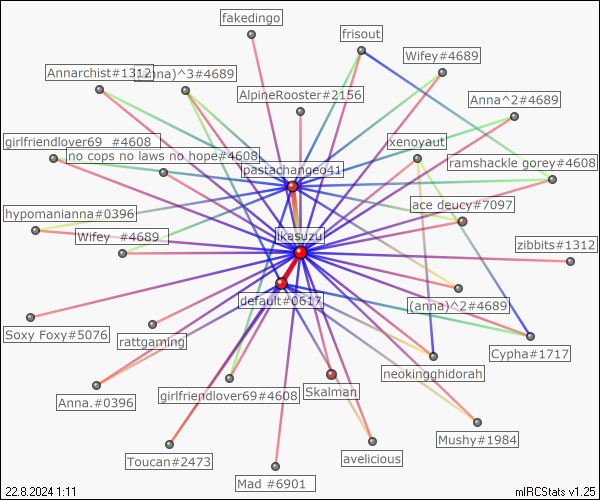 fakedingo
frisout
Wifey#4689
Annarchist#1312
(anna)^3#4689
AlpineRooster#2156
Anna^2#4689
xenoyaut
girlfriendlover69 #4608
no cops no laws no hope#4608
ramshackle gorey#4608
pastachangeo41
ace deucy#7097
hypomanianna#0396
Wifey #4689
ikasuzu
zibbits#1312
default#0617
(anna)^2#4689
Soxy Foxy#5076
rattgaming
Cypha#1717
neokingghidorah
Anna.#0396
girlfriendlover69#4608
Skalman
Mushy#1984
Toucan#2473
avelicious
Mad #6901
22.8.2024 1:11
mIRCStats v1.25